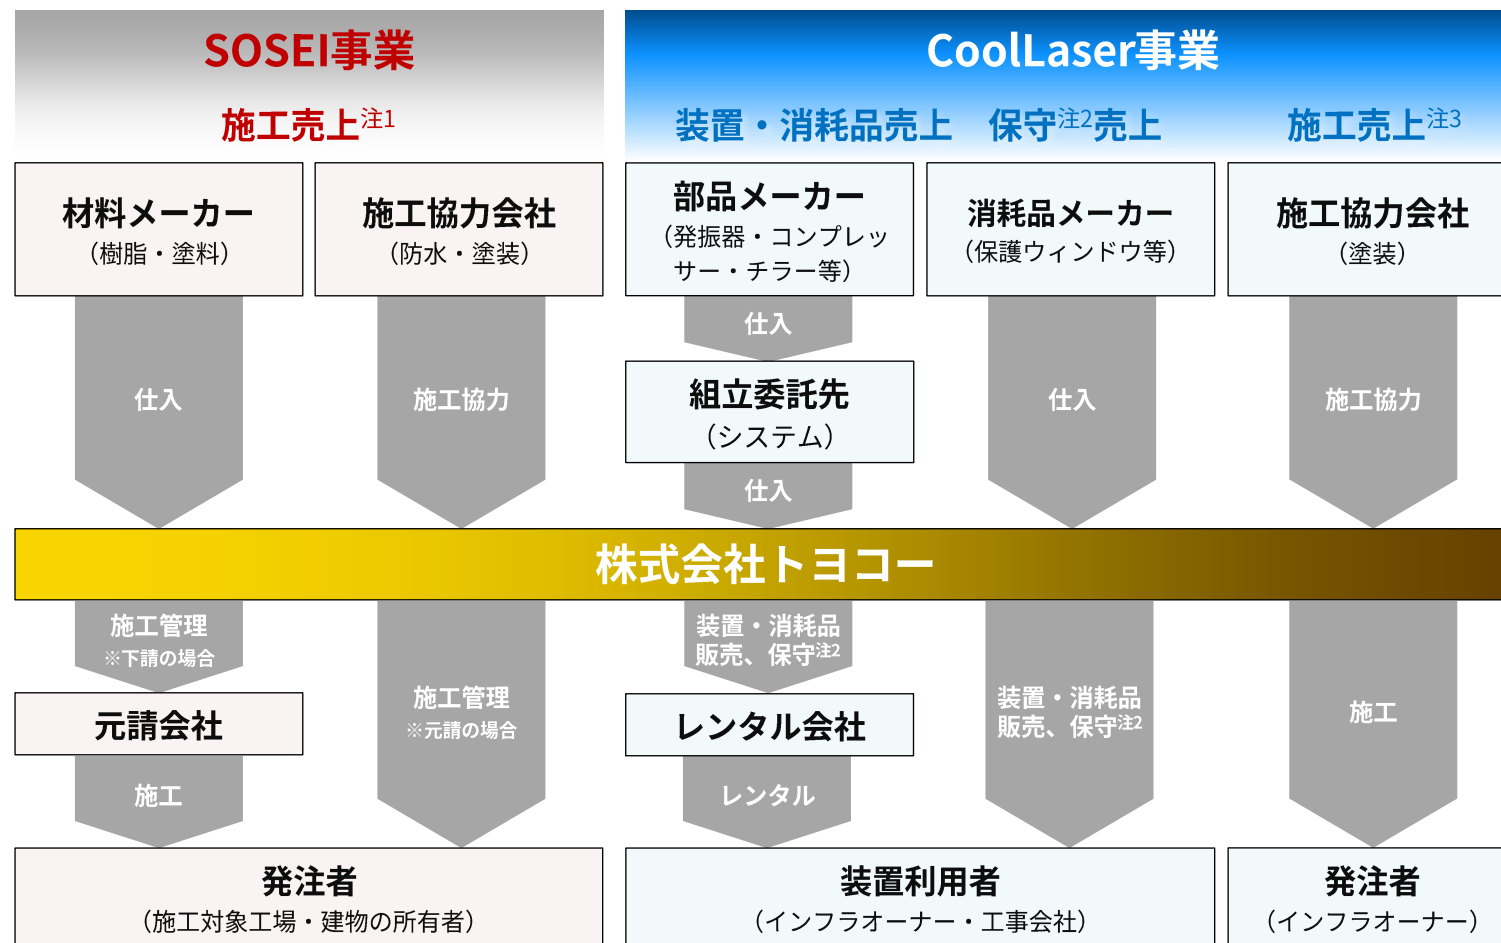 SOSEI事業
施工売上注1
CoolLaser事業
装置・消耗品売上 保守注2売上 施工売上注3
材料メーカー
（樹脂・塗料）
施工協力会社
（防水・塗装）
部品メーカー
（発振器・コンプレッ
サー・チラー等）
消耗品メーカー
（保護ウィンドウ等）
施工協力会社
（塗装）
仕入
施工協力
仕入
組立委託先
（システム）
仕入
仕入
施工協力
株式会社トヨコー
施工管理
※下請の場合
元請会社
施工
施工管理
※元請の場合
装置・消耗品
販売、保守注2
レンタル会社
レンタル
装置・消耗品
販売、保守注2
施工
発注者
（施工対象工場・建物の所有者）
装置利用者
（インフラオーナー・工事会社）
発注者
（インフラオーナー）